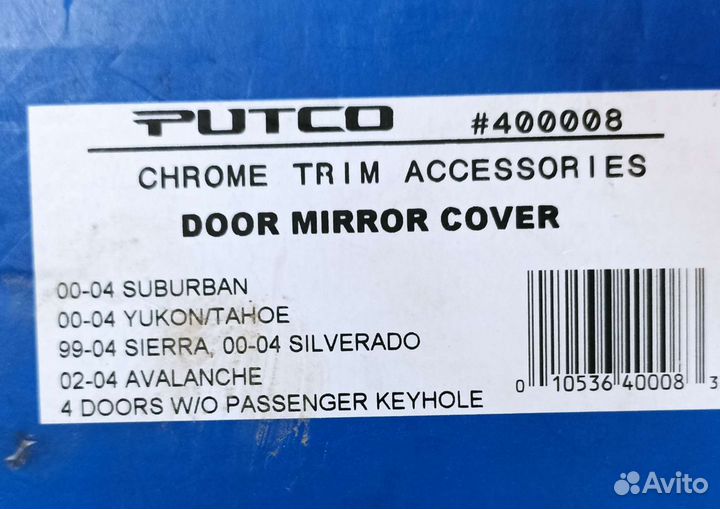 PUTCO #400008
CHROME TRIM ACCESSORIES
DOOR MIRROR COVER
00-04 SUBURBAN
00-04 YUKON/TAHOE
99-04 SIERRA, 00-04 SILVERADO
02-04 AVALANCHE
4 DOORS W/O PASSENGER KEYHOLE
0 10536 40008 3
Avito